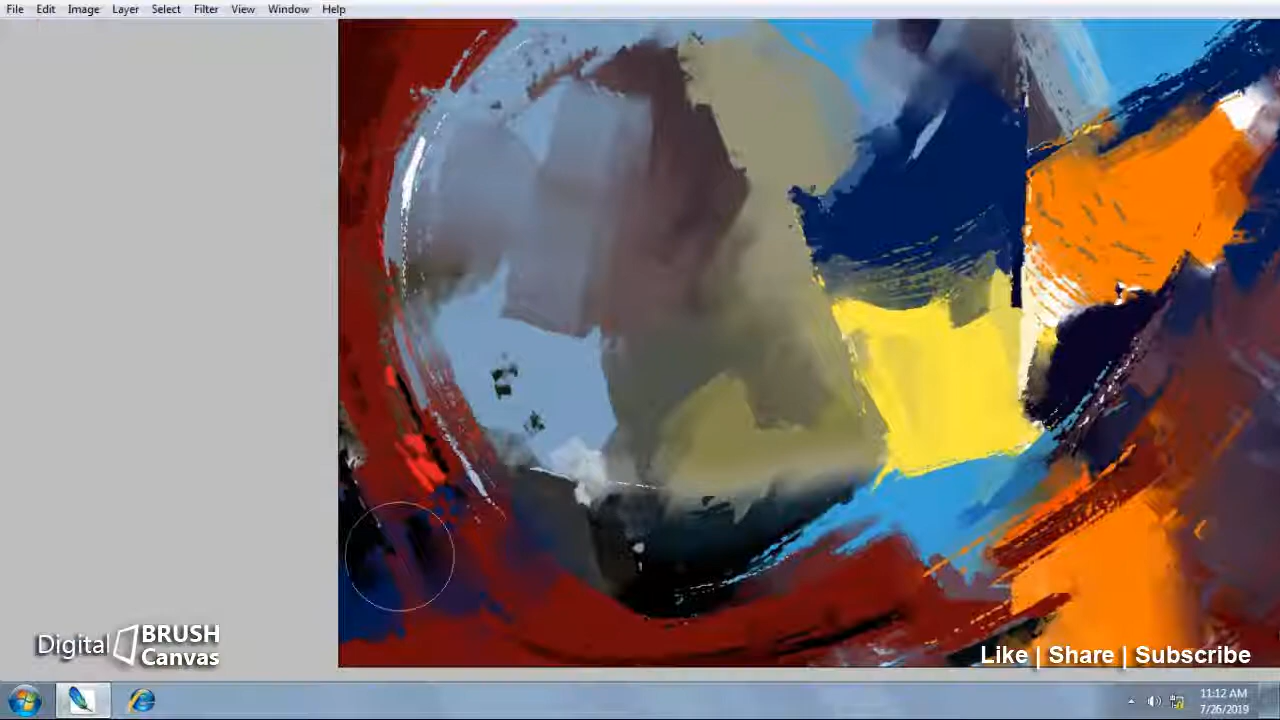 File Edit Image Layer Select Filter View Window Help
Digital BRUSH Canvas
Like | Share | Subscribe
11:12 AM
7/26/2019